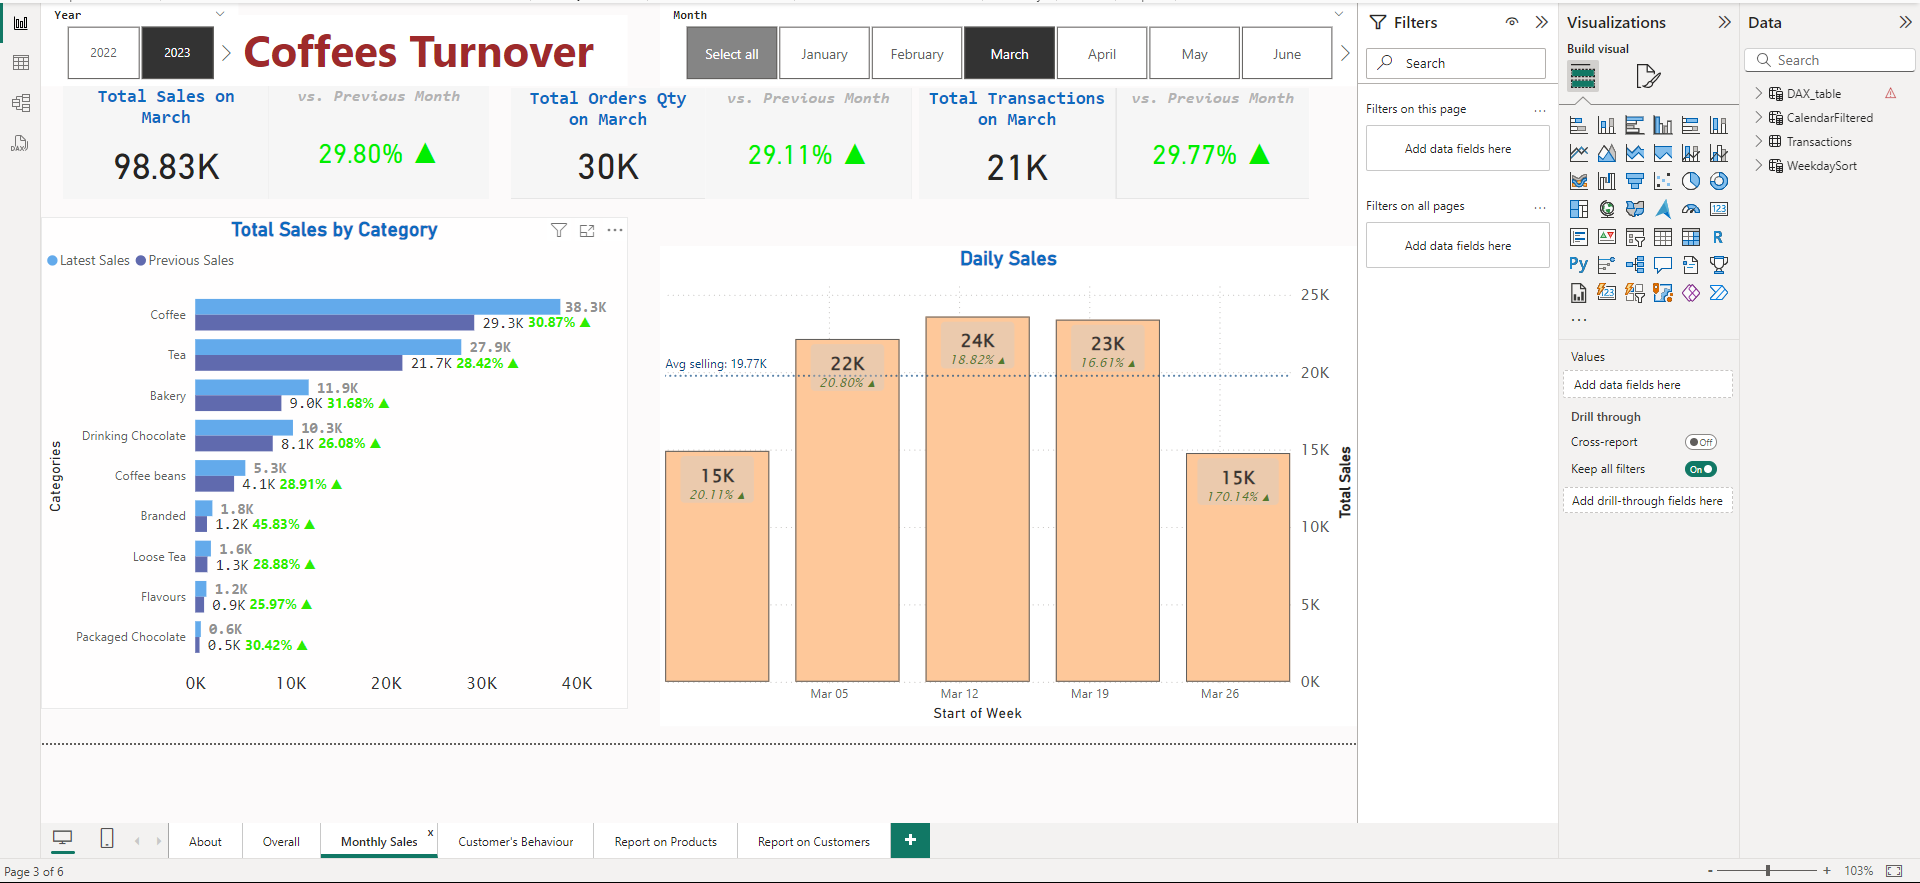 Year
2022
2023
Coffees Turnover
Month
Select all
January
February
March
April
May
June
Total Sales on
March
98.83K
vs. Previous Month
29.80% ▲
Total Orders Qty
on March
30K
vs. Previous Month
29.11% ▲
Total Transactions
on March
21K
vs. Previous Month
29.77% ▲
Total Sales by Category
Latest Sales
Previous Sales
Categories
Coffee
38.3K
29.3K 30.87% ▲
Tea
27.9K
21.7K 28.42% ▲
Bakery
11.9K
9.0K 31.68% ▲
Drinking Chocolate
10.3K
8.1K 26.08% ▲
Coffee beans
5.3K
4.1K 28.91% ▲
Branded
1.8K
1.2K 45.83% ▲
Loose Tea
1.6K
1.3K 28.88% ▲
Flavours
1.2K
0.9K 25.97% ▲
Packaged Chocolate
0.6K
0.5K 30.42% ▲
0K
10K
20K
30K
40K
Daily Sales
Avg selling: 19.77K
15K
20.11% ▲
22K
20.80% ▲
24K
18.82% ▲
23K
16.61% ▲
15K
170.14% ▲
25K
20K
15K
10K
5K
0K
Total Sales
Mar 05
Mar 12
Mar 19
Mar 26
Start of Week
Filters
Search
Filters on this page
Add data fields here
Filters on all pages
Add data fields here
Visualizations
Build visual
123
R
Py
123
Values
Add data fields here
Drill through
Cross-report
Off
Keep all filters
On
Add drill-through fields here
Data
Search
DAX_table
CalendarFiltered
Transactions
WeekdaySort
DAX
About
Overall
Monthly Sales
x
Customer's Behaviour
Report on Products
Report on Customers
+
Page 3 of 6
- + 103%